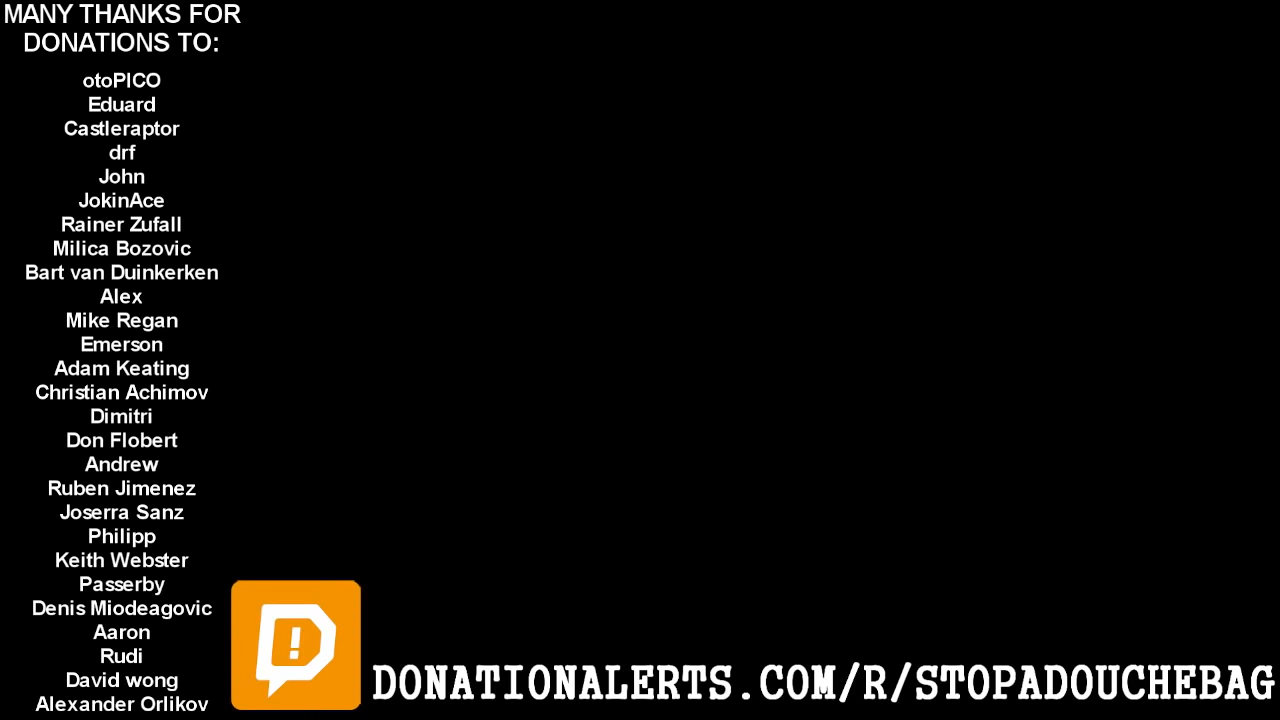 MANY THANKS FOR
DONATIONS TO:
otoPICO
Eduard
Castleraptor
drf
John
JokinAce
Rainer Zufall
Milica Bozovic
Bart van Duinkerken
Alex
Mike Regan
Emerson
Adam Keating
Christian Achimov
Dimitri
Don Flobert
Andrew
Ruben Jimenez
Joserra Sanz
Philipp
Keith Webster
Passerby
Denis Miodeagovic
Aaron
Rudi
David wong
Alexander Orlikov
DONATIONALERTS.COM/R/STOPADOUCHEBAG